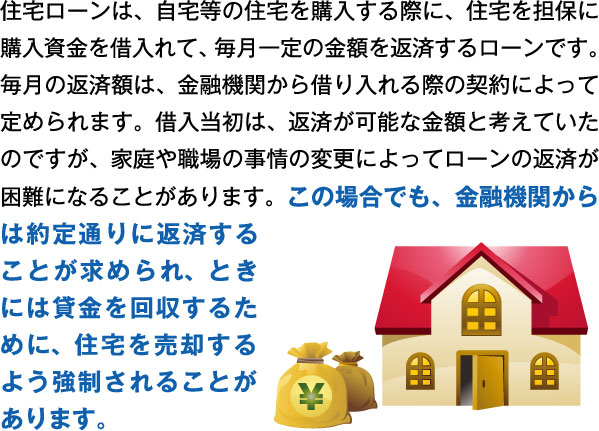 住宅ローンは、自宅等の住宅を購入する際に、住宅を担保に
購入資金を借入れて、毎月一定の金額を返済するローンです。
毎月の返済額は、金融機関から借り入れる際の契約によって
定められます。借入当初は、返済が可能な金額と考えていた
のですが、家庭や職場の事情の変更によってローンの返済が
困難になることがあります。この場合でも、金融機関から
は約定通りに返済する
ことが求められ、とき
には貸金を回収するた
めに、住宅を売却する
よう強制されることが
あります。
¥